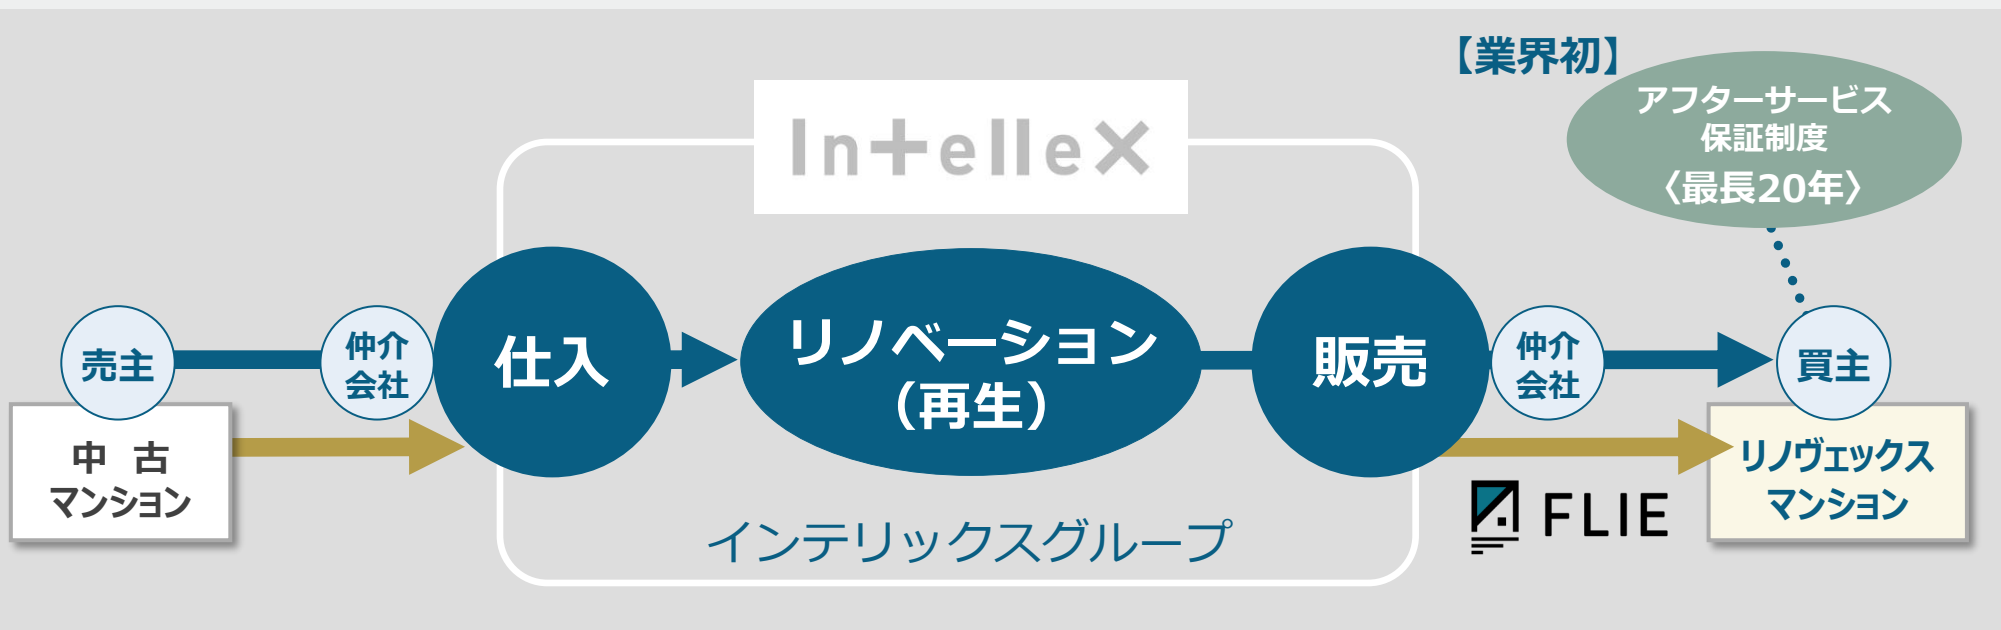 【業界初】
アフターサービス
保証制度
〈最長20年〉
Intellex
売主
仲介
会社
仕入
リノベーション
（再生）
販売
仲介
会社
買主
中 古
マンション
リノヴェックス
マンション
FLIE
インテリックスグループ